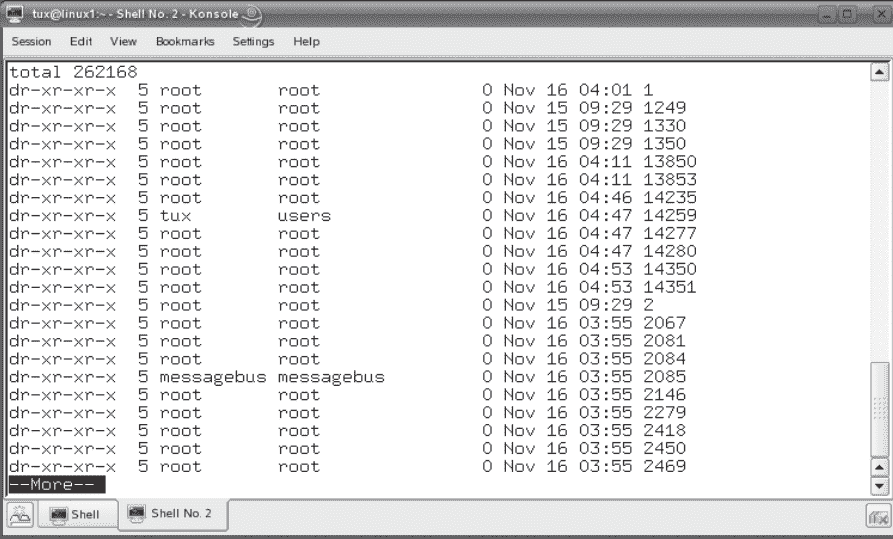 tux@linux1:~ - Shell No. 2 - Konsole
Session Edit View Bookmarks Settings Help
total 262168
dr-xr-xr-x 5 root root 0 Nov 16 04:01 1
dr-xr-xr-x 5 root root 0 Nov 15 09:29 1249
dr-xr-xr-x 5 root root 0 Nov 15 09:29 1330
dr-xr-xr-x 5 root root 0 Nov 15 09:29 1350
dr-xr-xr-x 5 root root 0 Nov 16 04:11 13850
dr-xr-xr-x 5 root root 0 Nov 16 04:11 13853
dr-xr-xr-x 5 root root 0 Nov 16 04:46 14235
dr-xr-xr-x 5 tux users 0 Nov 16 04:47 14259
dr-xr-xr-x 5 root root 0 Nov 16 04:47 14277
dr-xr-xr-x 5 root root 0 Nov 16 04:47 14280
dr-xr-xr-x 5 root root 0 Nov 16 04:53 14350
dr-xr-xr-x 5 root root 0 Nov 16 04:53 14351
dr-xr-xr-x 5 root root 0 Nov 15 09:29 2
dr-xr-xr-x 5 root root 0 Nov 16 03:55 2067
dr-xr-xr-x 5 root root 0 Nov 16 03:55 2081
dr-xr-xr-x 5 root root 0 Nov 16 03:55 2084
dr-xr-xr-x 5 messagebus messagebus 0 Nov 16 03:55 2085
dr-xr-xr-x 5 root root 0 Nov 16 03:55 2146
dr-xr-xr-x 5 root root 0 Nov 16 03:55 2279
dr-xr-xr-x 5 root root 0 Nov 16 03:55 2418
dr-xr-xr-x 5 root root 0 Nov 16 03:55 2450
dr-xr-xr-x 5 root root 0 Nov 16 03:55 2469
--More--
Shell Shell No. 2